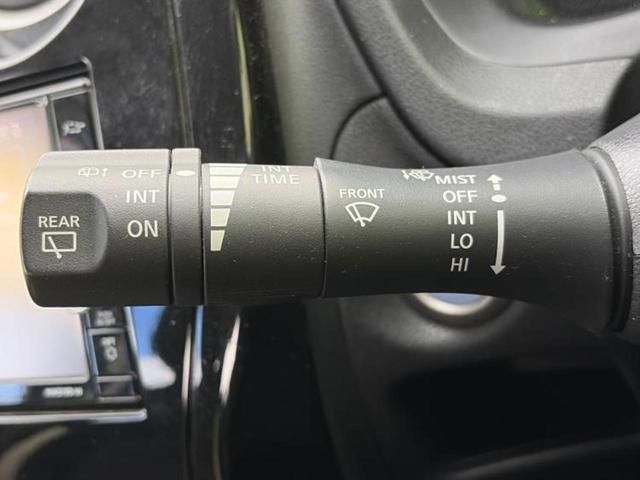 OFF
INT
ON
REAR
INT
TIME
FRONT
MIST
OFF
INT
LO
HI